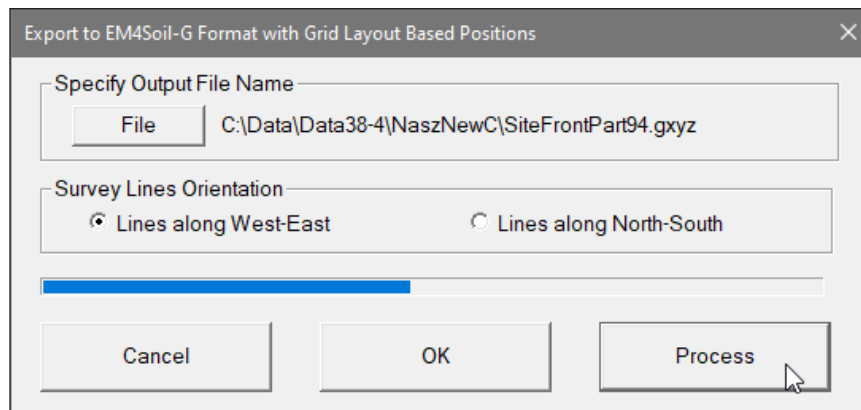 Export to EM4Soil-G Format with Grid Layout Based Positions
Specify Output File Name
File C:\Data\Data38-4\NaszNewC\SiteFrontPart94.gxyz
Survey Lines Orientation
Lines along West-East Lines along North-South
Cancel OK Process